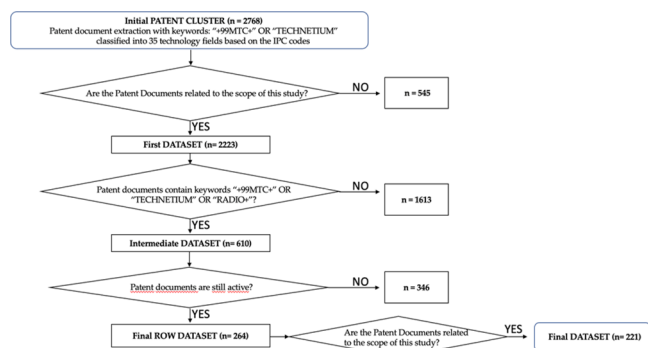 Initial PATENT CLUSTER (n = 2768)
Patent document extraction with keywords: "+99MTC+" OR "TECHNETIUM"
classified into 35 technology fields based on the IPC codes
Are the Patent Documents related to the scope of this study?
NO
n = 545
YES
First DATASET (n= 2223)
Patent documents contain keywords "+99MTC+" OR
"TECHNETIUM" OR "RADIO+"?
NO
n = 1613
YES
Intermediate DATASET (n= 610)
Patent documents are still active?
NO
n = 346
YES
Final ROW DATASET (n= 264)
Are the Patent Documents related
to the scope of this study?
YES
Final DATASET (n= 221)